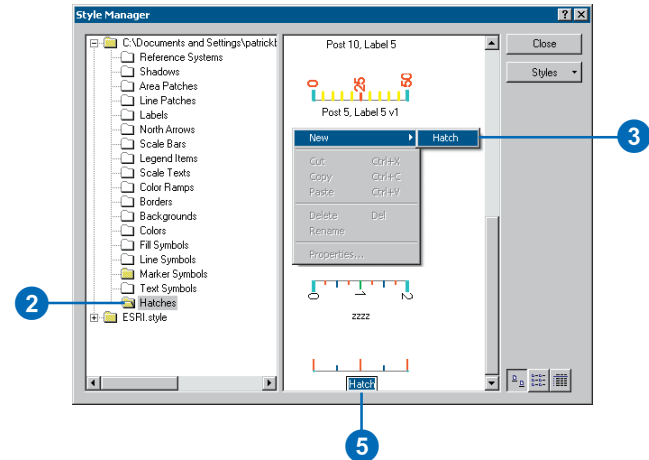 Style Manager
C:\Documents and Settings\patrickt
Reference Systems
Shadows
Area Patches
Line Patches
Labels
North Arrows
Scale Bars
Legend Items
Scale Texts
Color Ramps
Borders
Backgrounds
Colors
Fill Symbols
Line Symbols
Marker Symbols
Text Symbols
Hatches
ESRI.style
2
Post 10, Label 5
0 25 50
Post 5, Label 5 v1
New
Hatch
3
Cut Ctrl+X
Copy Ctrl+C
Paste Ctrl+V
Delete Del
Rename
Properties...
0 1 2
zzzz
Hatch
5
Close
Styles